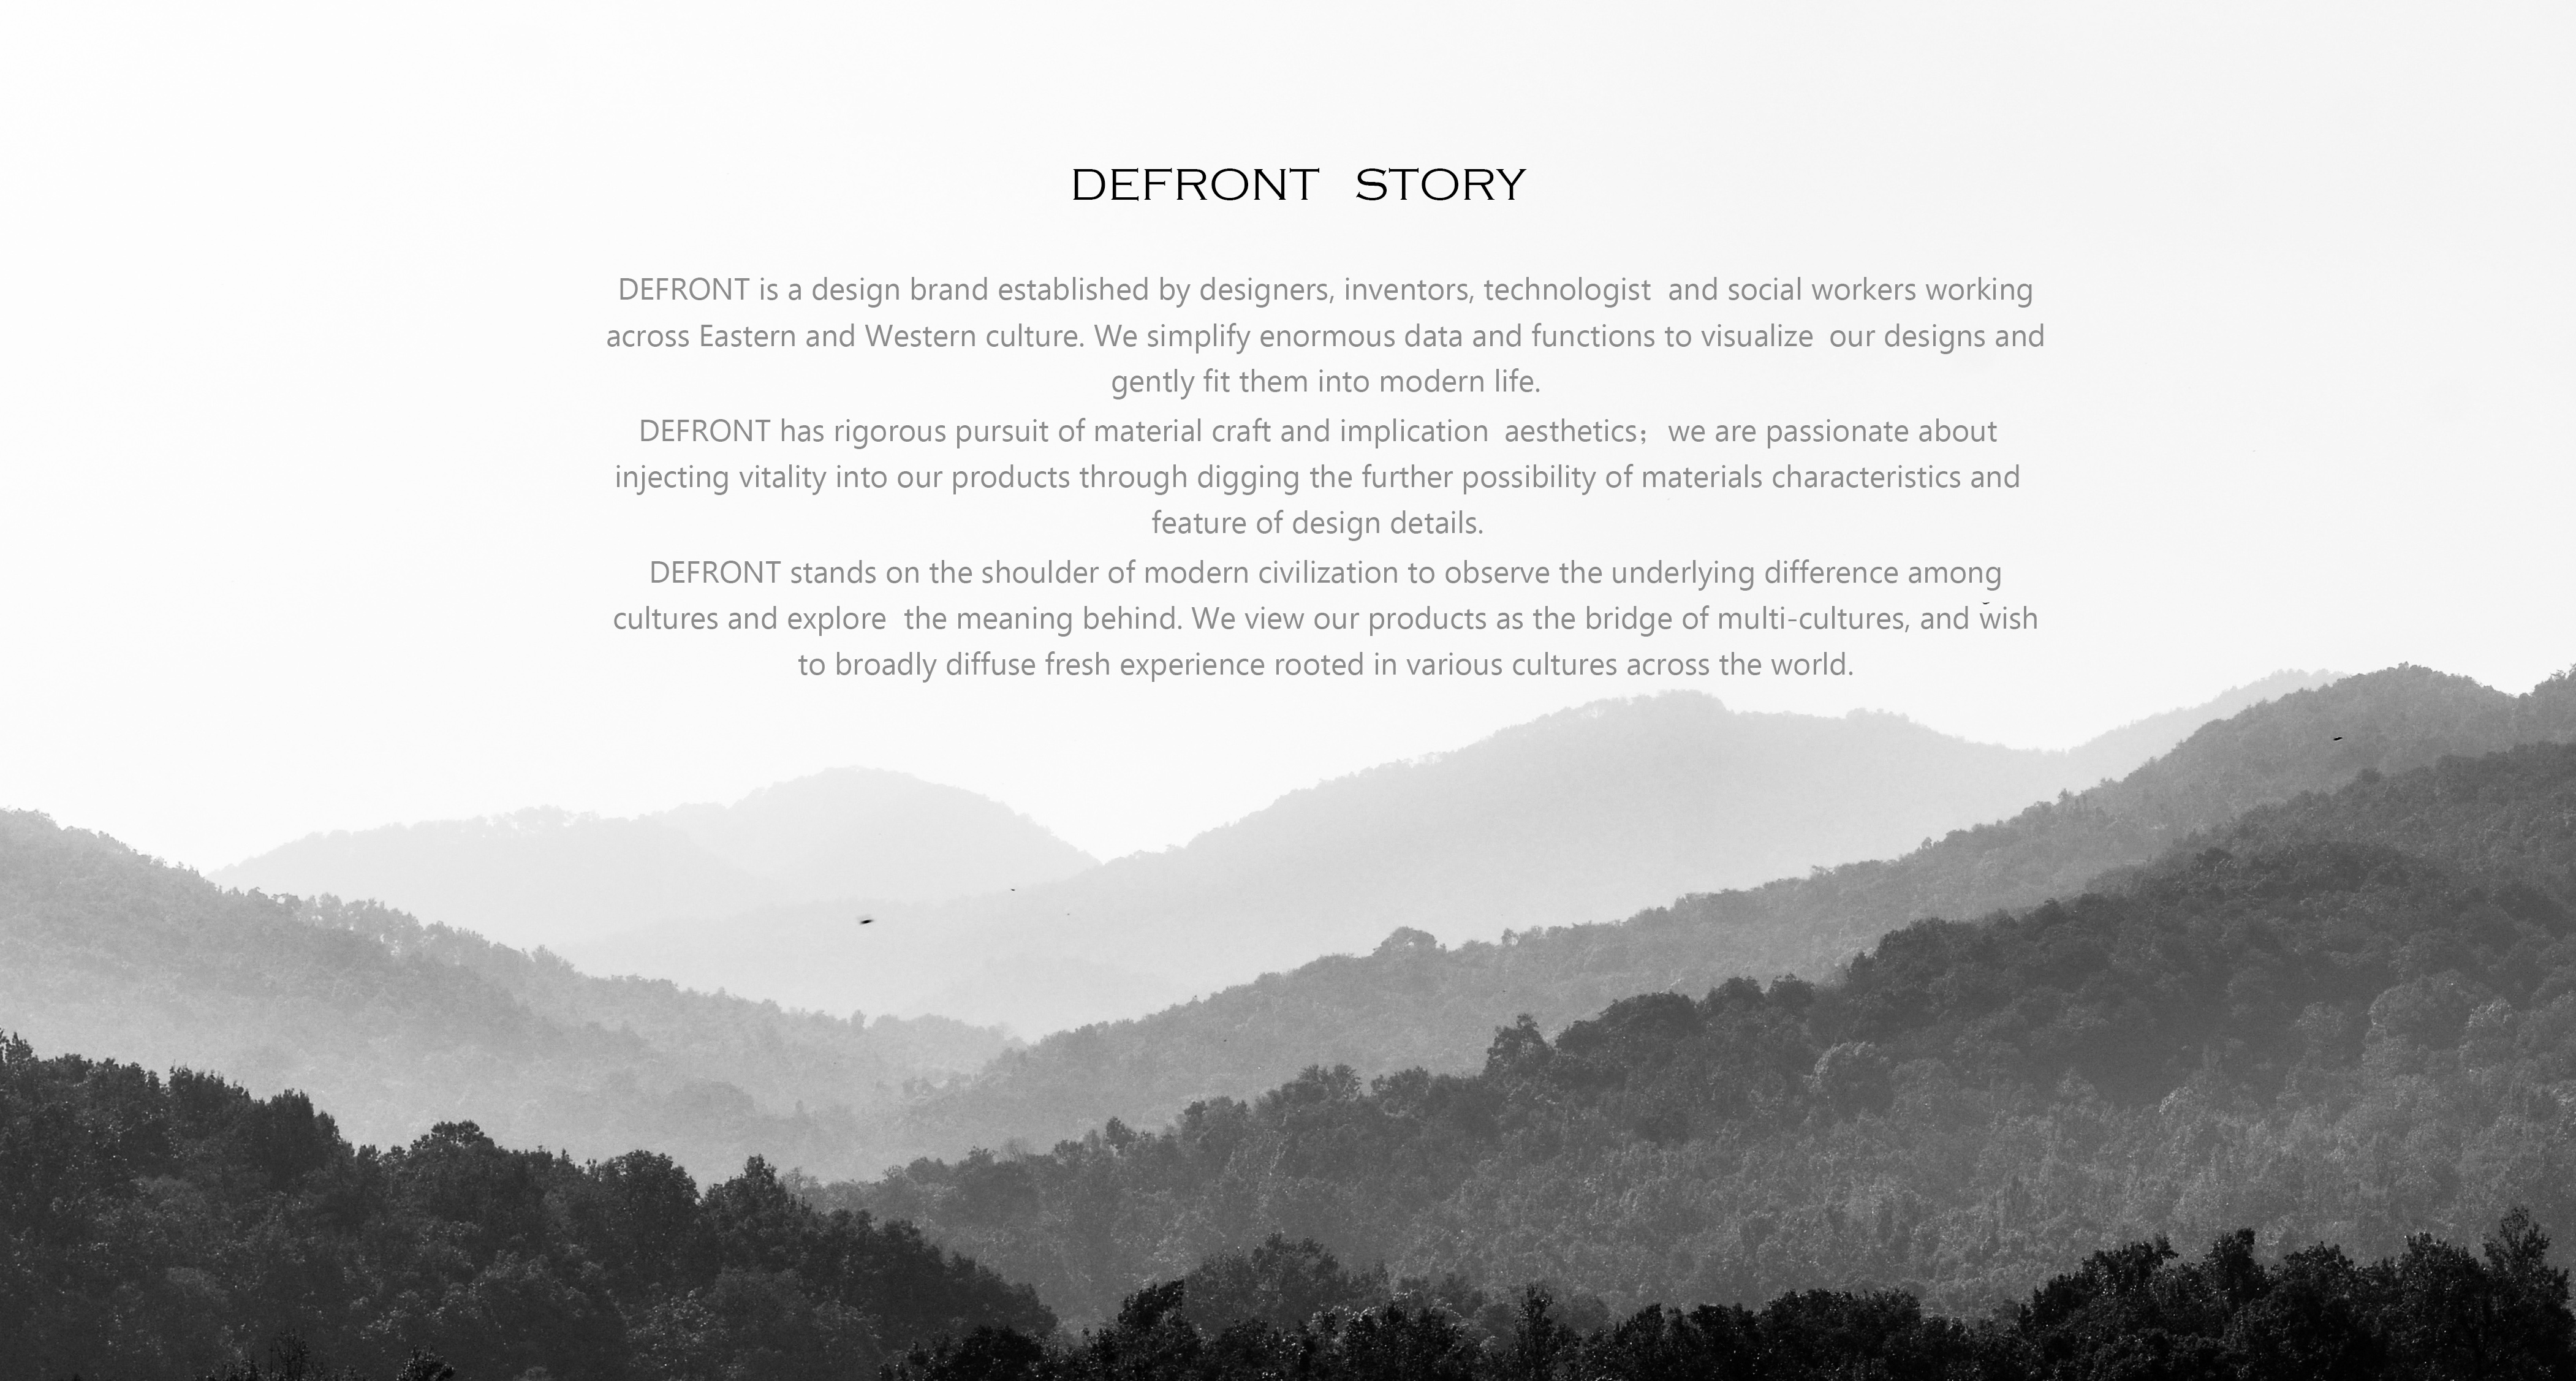 DEFRONT STORY
DEFRONT is a design brand established by designers, inventors, technologist and social workers working
across Eastern and Western culture. We simplify enormous data and functions to visualize our designs and
gently fit them into modern life.
DEFRONT has rigorous pursuit of material craft and implication aesthetics；we are passionate about
injecting vitality into our products through digging the further possibility of materials characteristics and
feature of design details.
DEFRONT stands on the shoulder of modern civilization to observe the underlying difference among
cultures and explore the meaning behind. We view our products as the bridge of multi-cultures, and wish
to broadly diffuse fresh experience rooted in various cultures across the world.